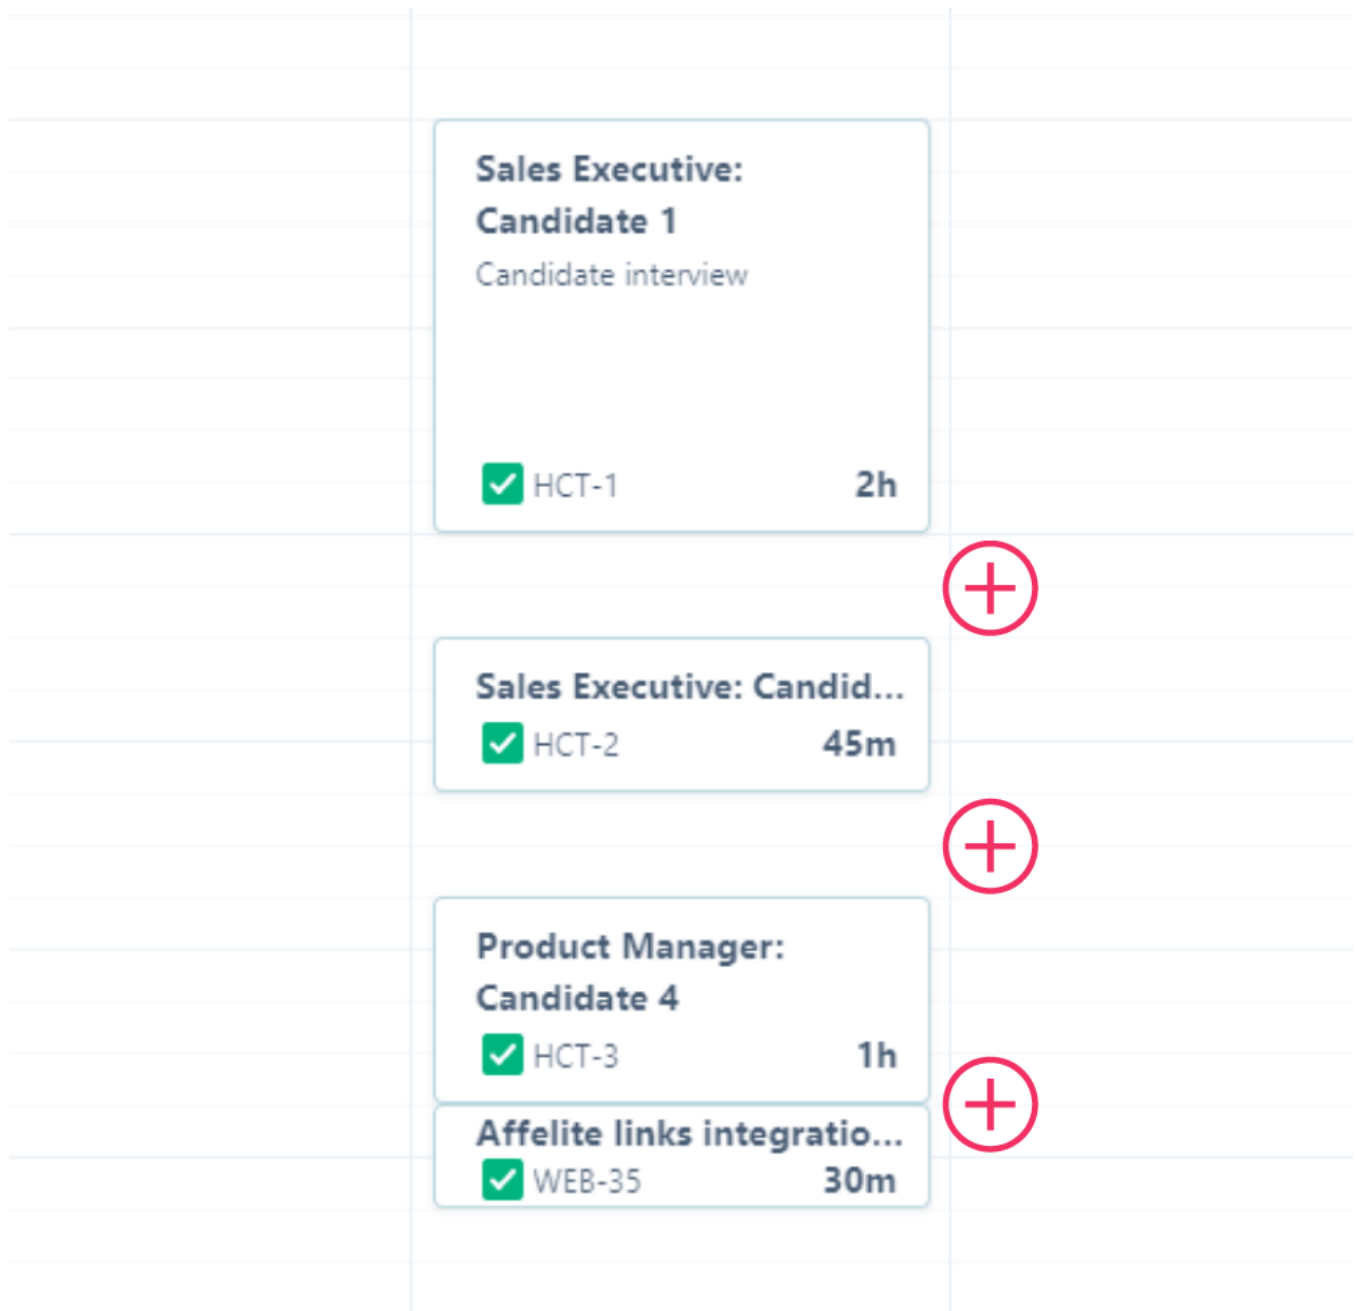 Sales Executive:
Candidate 1
Candidate interview
HCT-1 2h
Sales Executive: Candid...
HCT-2 45m
Product Manager:
Candidate 4
HCT-3 1h
Affelite links integratio...
WEB-35 30m